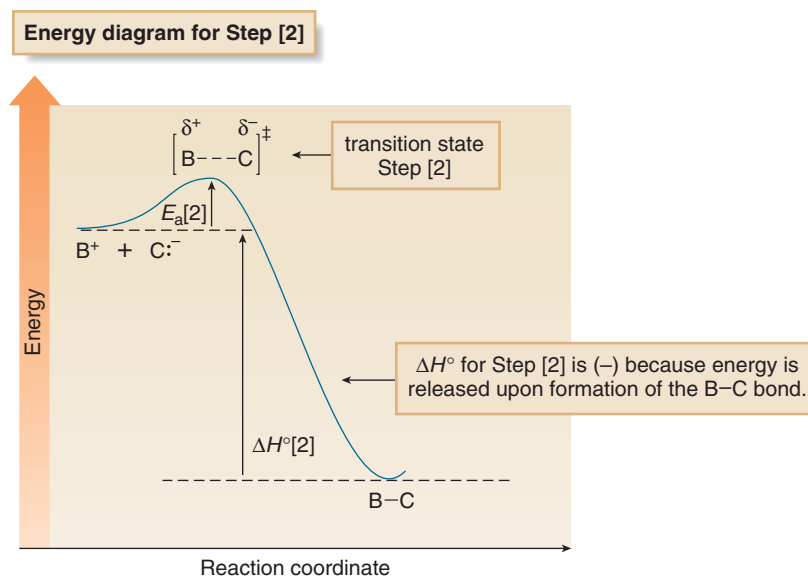 Energy diagram for Step [2]
δ⁺ δ⁻
[B---C]‡
transition state
Step [2]
Eₐ[2]
B⁺ + C:⁻
Energy
ΔH° for Step [2] is (–) because energy is
released upon formation of the B–C bond.
ΔH°[2]
B–C
Reaction coordinate